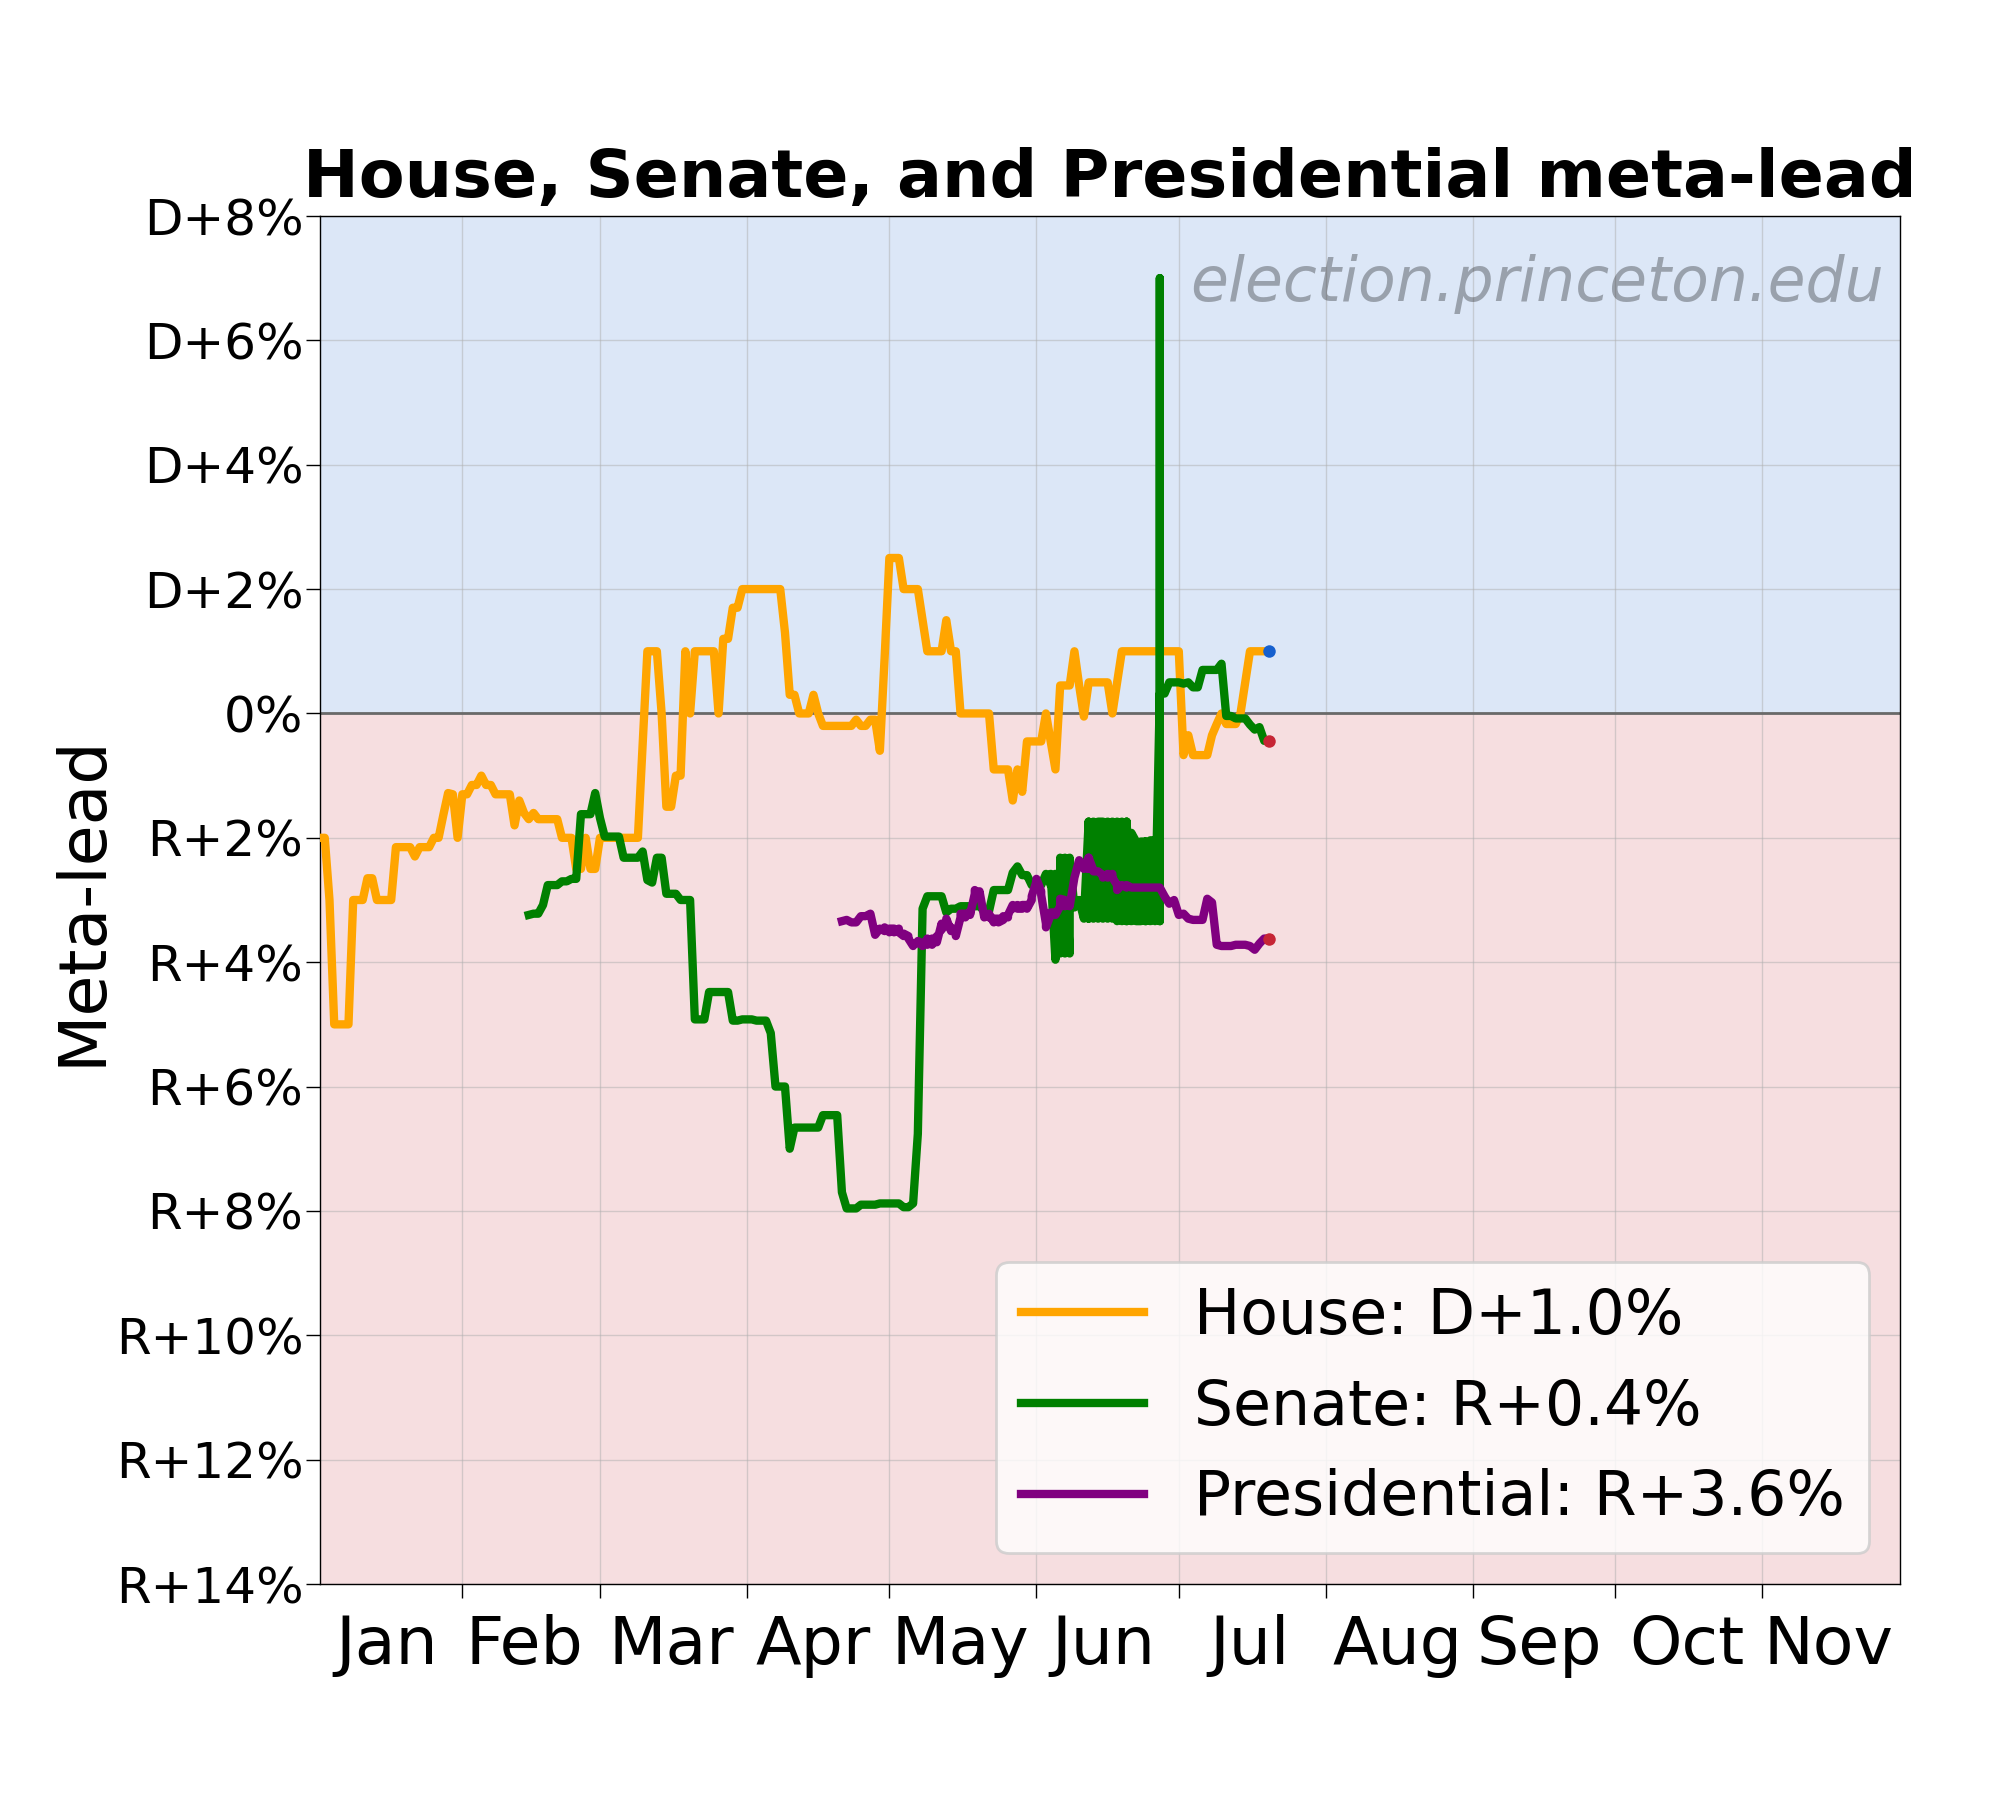 House, Senate, and Presidential meta-lead
D+8%
election.princeton.edu
D+6%
D+4%
D+2%
0%
Meta-lead
R+2%
R+4%
R+6%
R+8%
R+10%
R+12%
R+14%
House: D+1.0%
Senate: R+0.4%
Presidential: R+3.6%
Jan Feb Mar Apr May Jun Jul Aug Sep Oct Nov